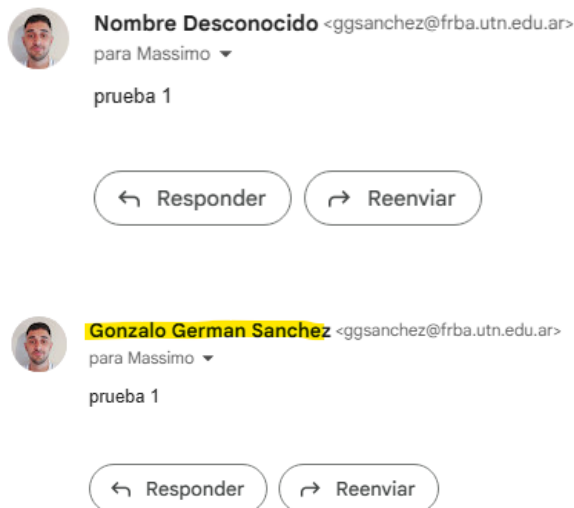 Nombre Desconocido <ggsanchez@frba.utn.edu.ar>
para Massimo
prueba 1
Responder Reenviar
Gonzalo German Sanchez <ggsanchez@frba.utn.edu.ar>
para Massimo
prueba 1
Responder Reenviar